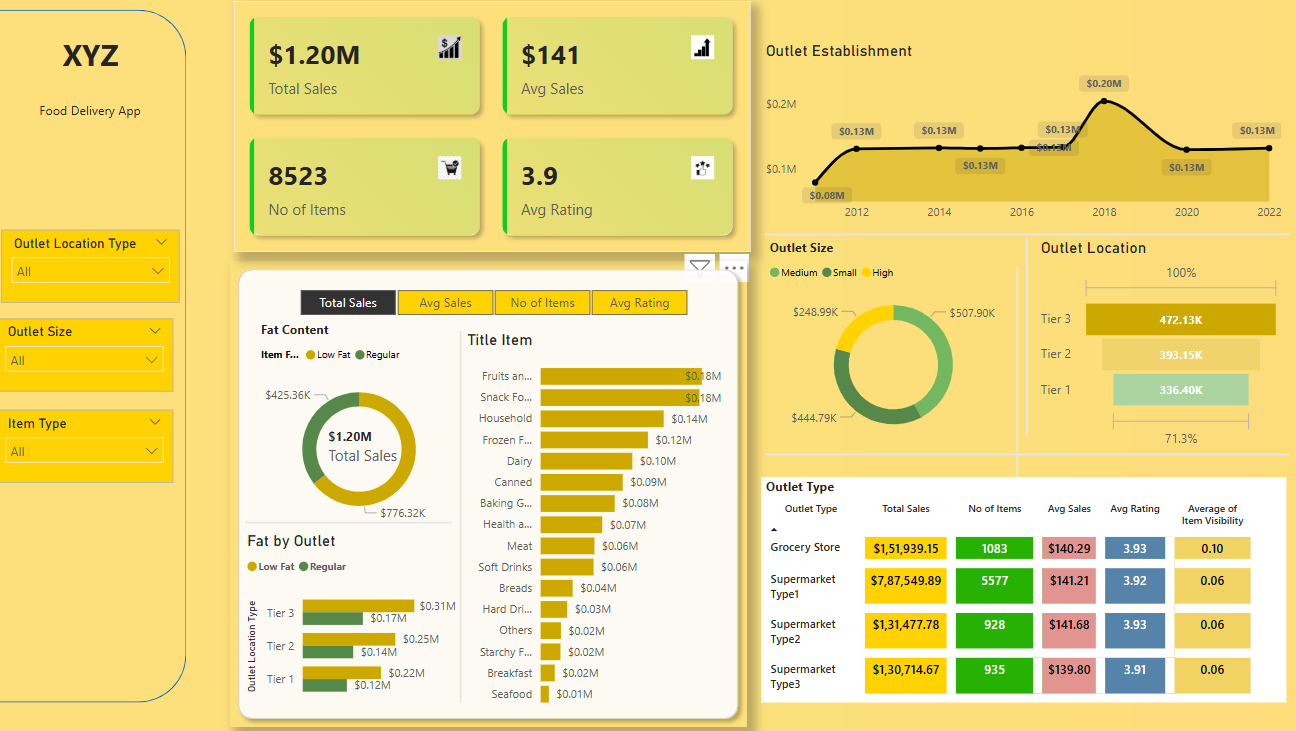 XYZ
Food Delivery App
Outlet Location Type
All
Outlet Size
All
Item Type
All
$1.20M
Total Sales
$141
Avg Sales
8523
No of Items
3.9
Avg Rating
Total Sales
Avg Sales
No of Items
Avg Rating
Fat Content
Item F... Low Fat Regular
$425.36K
$1.20M
Total Sales
$776.32K
Fat by Outlet
Low Fat Regular
Outlet Location Type
Tier 3 $0.31M
$0.17M
Tier 2 $0.25M
$0.14M
Tier 1 $0.22M
$0.12M
Title Item
Fruits an... $0.18M
Snack Fo... $0.18M
Household $0.14M
Frozen F... $0.12M
Dairy $0.10M
Canned $0.09M
Baking G... $0.08M
Health a... $0.07M
Meat $0.06M
Soft Drinks $0.06M
Breads $0.04M
Hard Dri... $0.03M
Others $0.02M
Starchy F... $0.02M
Breakfast $0.02M
Seafood $0.01M
Outlet Establishment
$0.2M
$0.1M
$0.08M
$0.13M
$0.13M
$0.13M
$0.13M
$0.13M
$0.20M
$0.13M
$0.13M
2012 2014 2016 2018 2020 2022
Outlet Size
Medium Small High
$248.99K
$507.90K
$444.79K
Outlet Location
100%
Tier 3 472.13K
Tier 2 393.15K
Tier 1 336.40K
71.3%
Outlet Type
Outlet Type Total Sales No of Items Avg Sales Avg Rating Average of
Item Visibility
Grocery Store $1,51,939.15 1083 $140.29 3.93 0.10
Supermarket $7,87,549.89 5577 $141.21 3.92 0.06
Type1
Supermarket $1,31,477.78 928 $141.68 3.93 0.06
Type2
Supermarket $1,30,714.67 935 $139.80 3.91 0.06
Type3